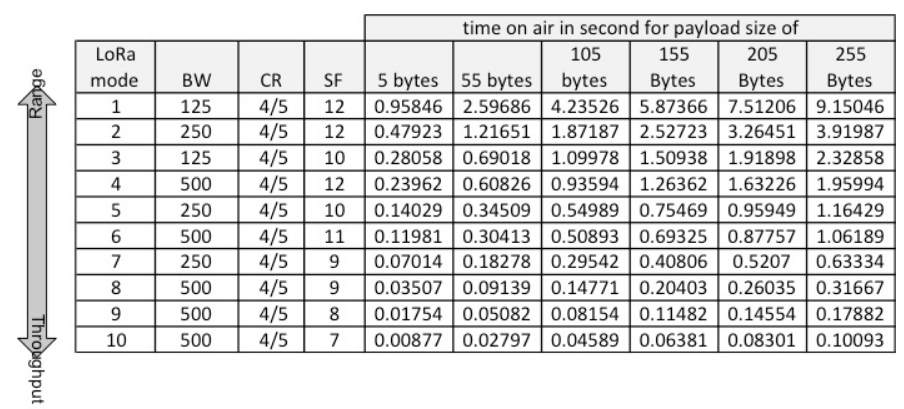 time on air in second for payload size of
LoRa 105 155 205 255
mode BW CR SF 5 bytes 55 bytes bytes Bytes Bytes Bytes
1 125 4/5 12 0.95846 2.59686 4.23526 5.87366 7.51206 9.15046
2 250 4/5 12 0.47923 1.21651 1.87187 2.52723 3.26451 3.91987
3 125 4/5 10 0.28058 0.69018 1.09978 1.50938 1.91898 2.32858
4 500 4/5 12 0.23962 0.60826 0.93594 1.26362 1.63226 1.95994
5 250 4/5 10 0.14029 0.34509 0.54989 0.75469 0.95949 1.16429
6 500 4/5 11 0.11981 0.30413 0.50893 0.69325 0.87757 1.06189
7 250 4/5 9 0.07014 0.18278 0.29542 0.40806 0.5207 0.63334
8 500 4/5 9 0.03507 0.09139 0.14771 0.20403 0.26035 0.31667
9 500 4/5 8 0.01754 0.05082 0.08154 0.11482 0.14554 0.17882
10 500 4/5 7 0.00877 0.02797 0.04589 0.06381 0.08301 0.10093
Range
Throughput